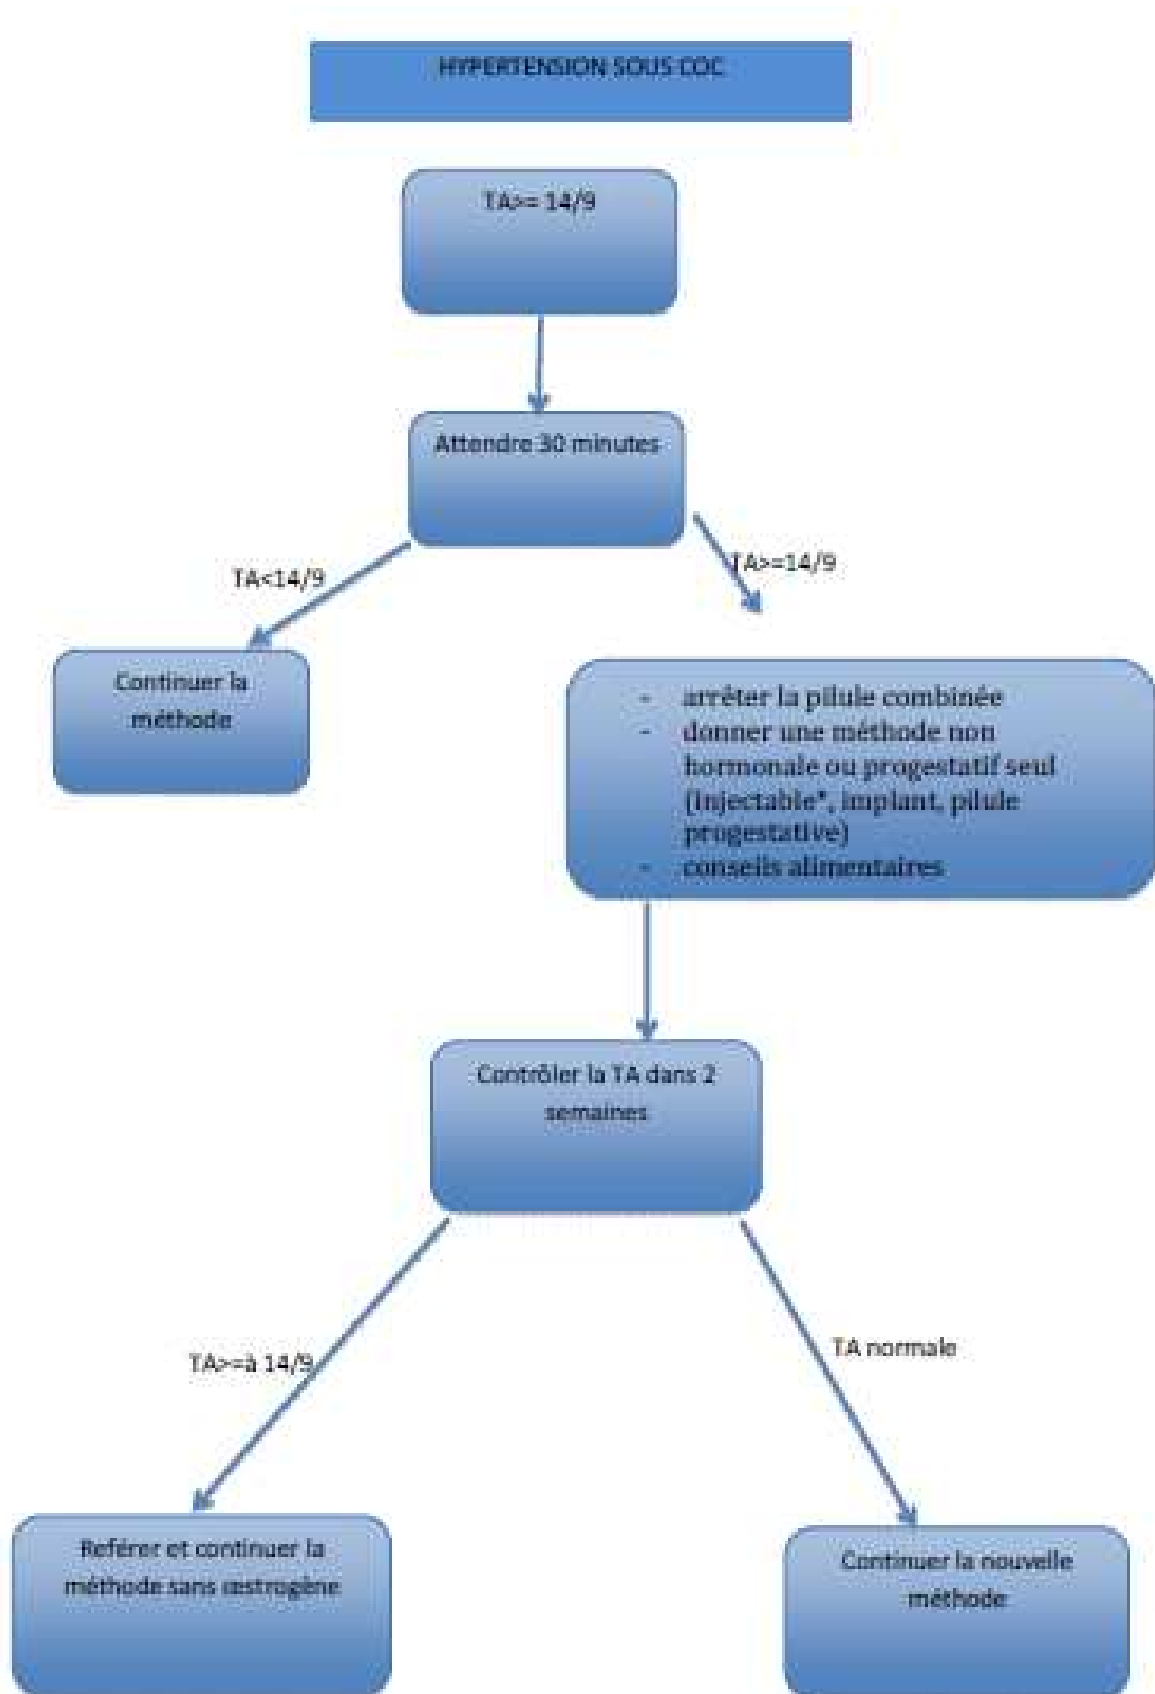 HYPERTENSION SOUS COC
TA>= 14/9
Attendre 30 minutes
TA<14/9
TA>=14/9
Continuer la
méthode
- arrêter la pilule combinée
- donner une méthode non
hormonale ou progestatif seul
(injectable*, implant, pilule
progestative)
- conseils alimentaires
Contrôler la TA dans 2
semaines
TA>=à 14/9
TA normale
Reférer et continuer la
méthode sans œstrogène
Continuer la nouvelle
méthode